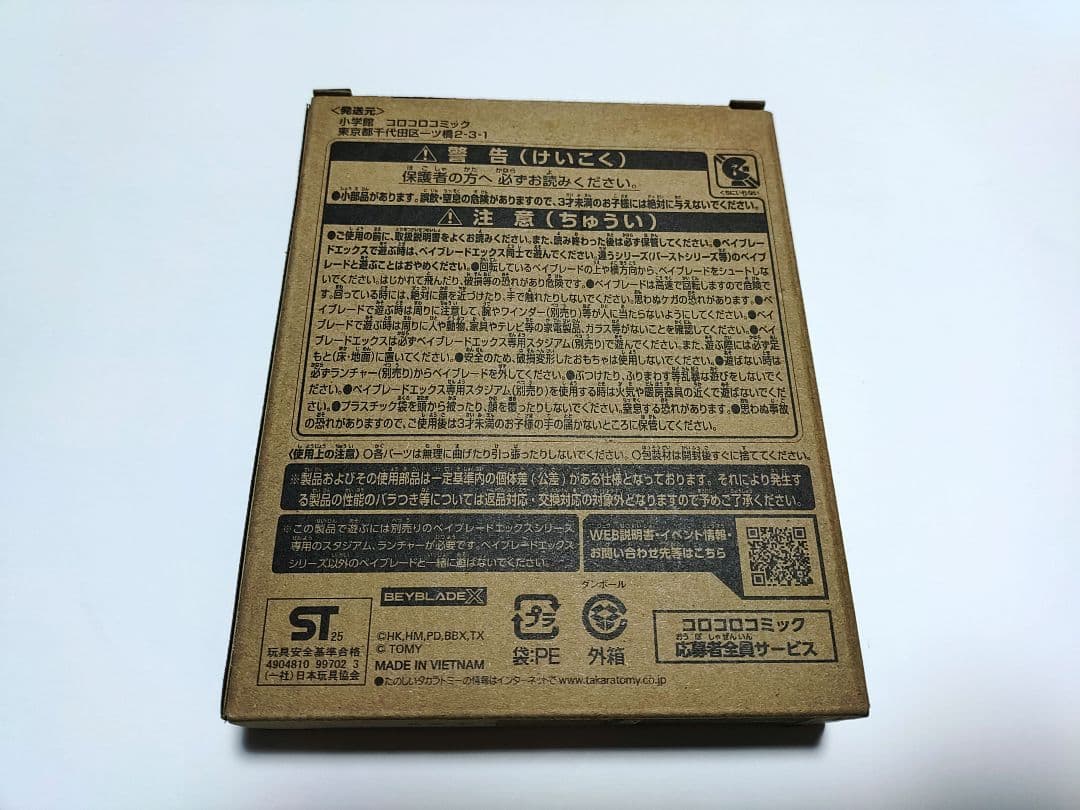 <発送元>
小学館 コロコロコミック
東京都千代田区一ツ橋2-3-1
警告(けいこく)
保護者の方へ 必ずお読みください。
くちにいれない
●小部品があります。誤飲・窒息の危険がありますので、3才未満のお子様には絶対に与えないでください。
注意(ちゅうい)
●ご使用の前に、取扱説明書をよくお読みください。また、読み終わった後は必ず保管してください。●ベイブレード
エックスで遊ぶ時は、ベイブレードエックス同士で遊んでください。違うシリーズ(バーストシリーズ等)のベイブ
レードと遊ぶことはおやめください。●回転しているベイブレードの上や横方向から、ベイブレードをシュートしな
いでください。はじかれて飛んだり、破損等の恐れがあり危険です。●ベイブレードは高速で回転しますので危険で
す。回っている時には、絶対に顔を近づけたり、手で触れたりしないでください。思わぬケガの恐れがあります。●ベ
イブレードで遊ぶ時は周りに注意して、腕やワインダー(別売り)等が人に当たらないようにしてください。●ベイブ
レードで遊ぶ時は周りに人や動物、家具やテレビ等の家電製品、ガラス等がないことを確認してください。●ベイ
ブレードエックスは必ずベイブレードエックス専用スタジアム(別売り)で遊んでください。また、遊ぶ際には必ず足
もと(床・地面)に置いてください。●安全のため、破損変形したおもちゃは使用しないでください。●遊ばない時は
必ずランチャー(別売り)からベイブレードを外してください。●ぶつけたり、ふりまわす等乱暴な遊びをしないでく
ださい。●ベイブレードエックス専用スタジアム(別売り)を使用する時は火気や暖房器具の近くで遊ばないでくだ
さい。●プラスチック袋を頭から被ったり、顔を覆ったりしないでください。窒息する恐れがあります。●思わぬ事故
の恐れがありますので、ご使用後は3才未満のお子様の手の届かないところに保管してください。
〈使用上の注意〉○各パーツは無理に曲げたり引っ張ったりしないでください。○包装材は開封後すぐに捨ててください。
※製品およびその使用部品は一定基準内の個体差(公差)がある仕様となっております。それにより発生す
る製品の性能のバラつき等については返品対応・交換対応の対象外となりますので予めご了承ください。
※この製品で遊ぶには別売りのベイブレードエックスシリーズ
専用のスタジアム、ランチャーが必要です。ベイブレードエックス
シリーズ以外のベイブレードと一緒に遊ばないでください。
WEB説明書・イベント情報・
お問い合わせ先等はこちら
ST 25
玩具安全基準合格
4904810 99702 3
(一社)日本玩具協会
BEYBLADE X
©HK,HM,PD,BBX,TX
© TOMY
MADE IN VIETNAM
プラ
袋:PE
ダンボール
外箱
コロコロコミック
おうぼしゃぜんいん
応募者全員サービス
●たのしいタカラトミーの情報はインターネットで www.takaratomy.co.jp